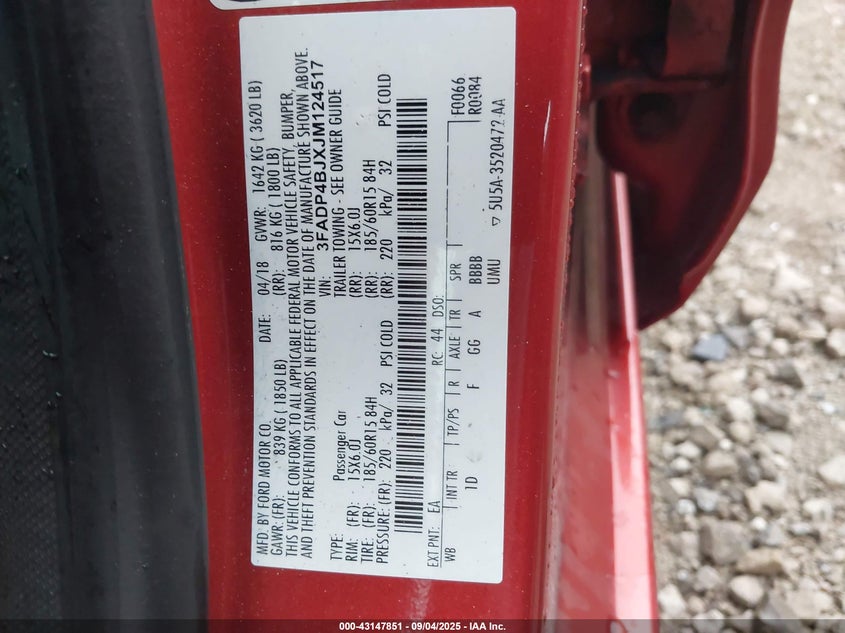 MFD. BY FORD MOTOR CO. DATE: 04/18 GVWR: 1642 KG ( 3620 LB)
GAWR: (FR): 839 KG ( 1850 LB) (RR): 816 KG ( 1800 LB)
THIS VEHICLE CONFORMS TO ALL APPLICABLE FEDERAL MOTOR VEHICLE SAFETY, BUMPER,
AND THEFT PREVENTION STANDARDS IN EFFECT ON THE DATE OF MANUFACTURE SHOWN ABOVE.
VIN: 3FADP4BJXJM124517
TYPE: Passenger Car TRAILER TOWING - SEE OWNER GUIDE
RIM: (FR): 15X6.0J (RR): 15X6.0J
TIRE: (FR): 185/60R15 84H (RR): 185/60R15 84H
PRESSURE: (FR): 220 kPa/ 32 PSI COLD (RR): 220 kPa/ 32 PSI COLD
EXT PNT: EA RC: 44 DSO: F0066
WB INT TR TP/PS R AXLE TR SPR R0084
1D F GG A BBBB
UMU ▽ 5U5A-3520472 AA
000-43147851 - 09/04/2025 - IAA Inc.